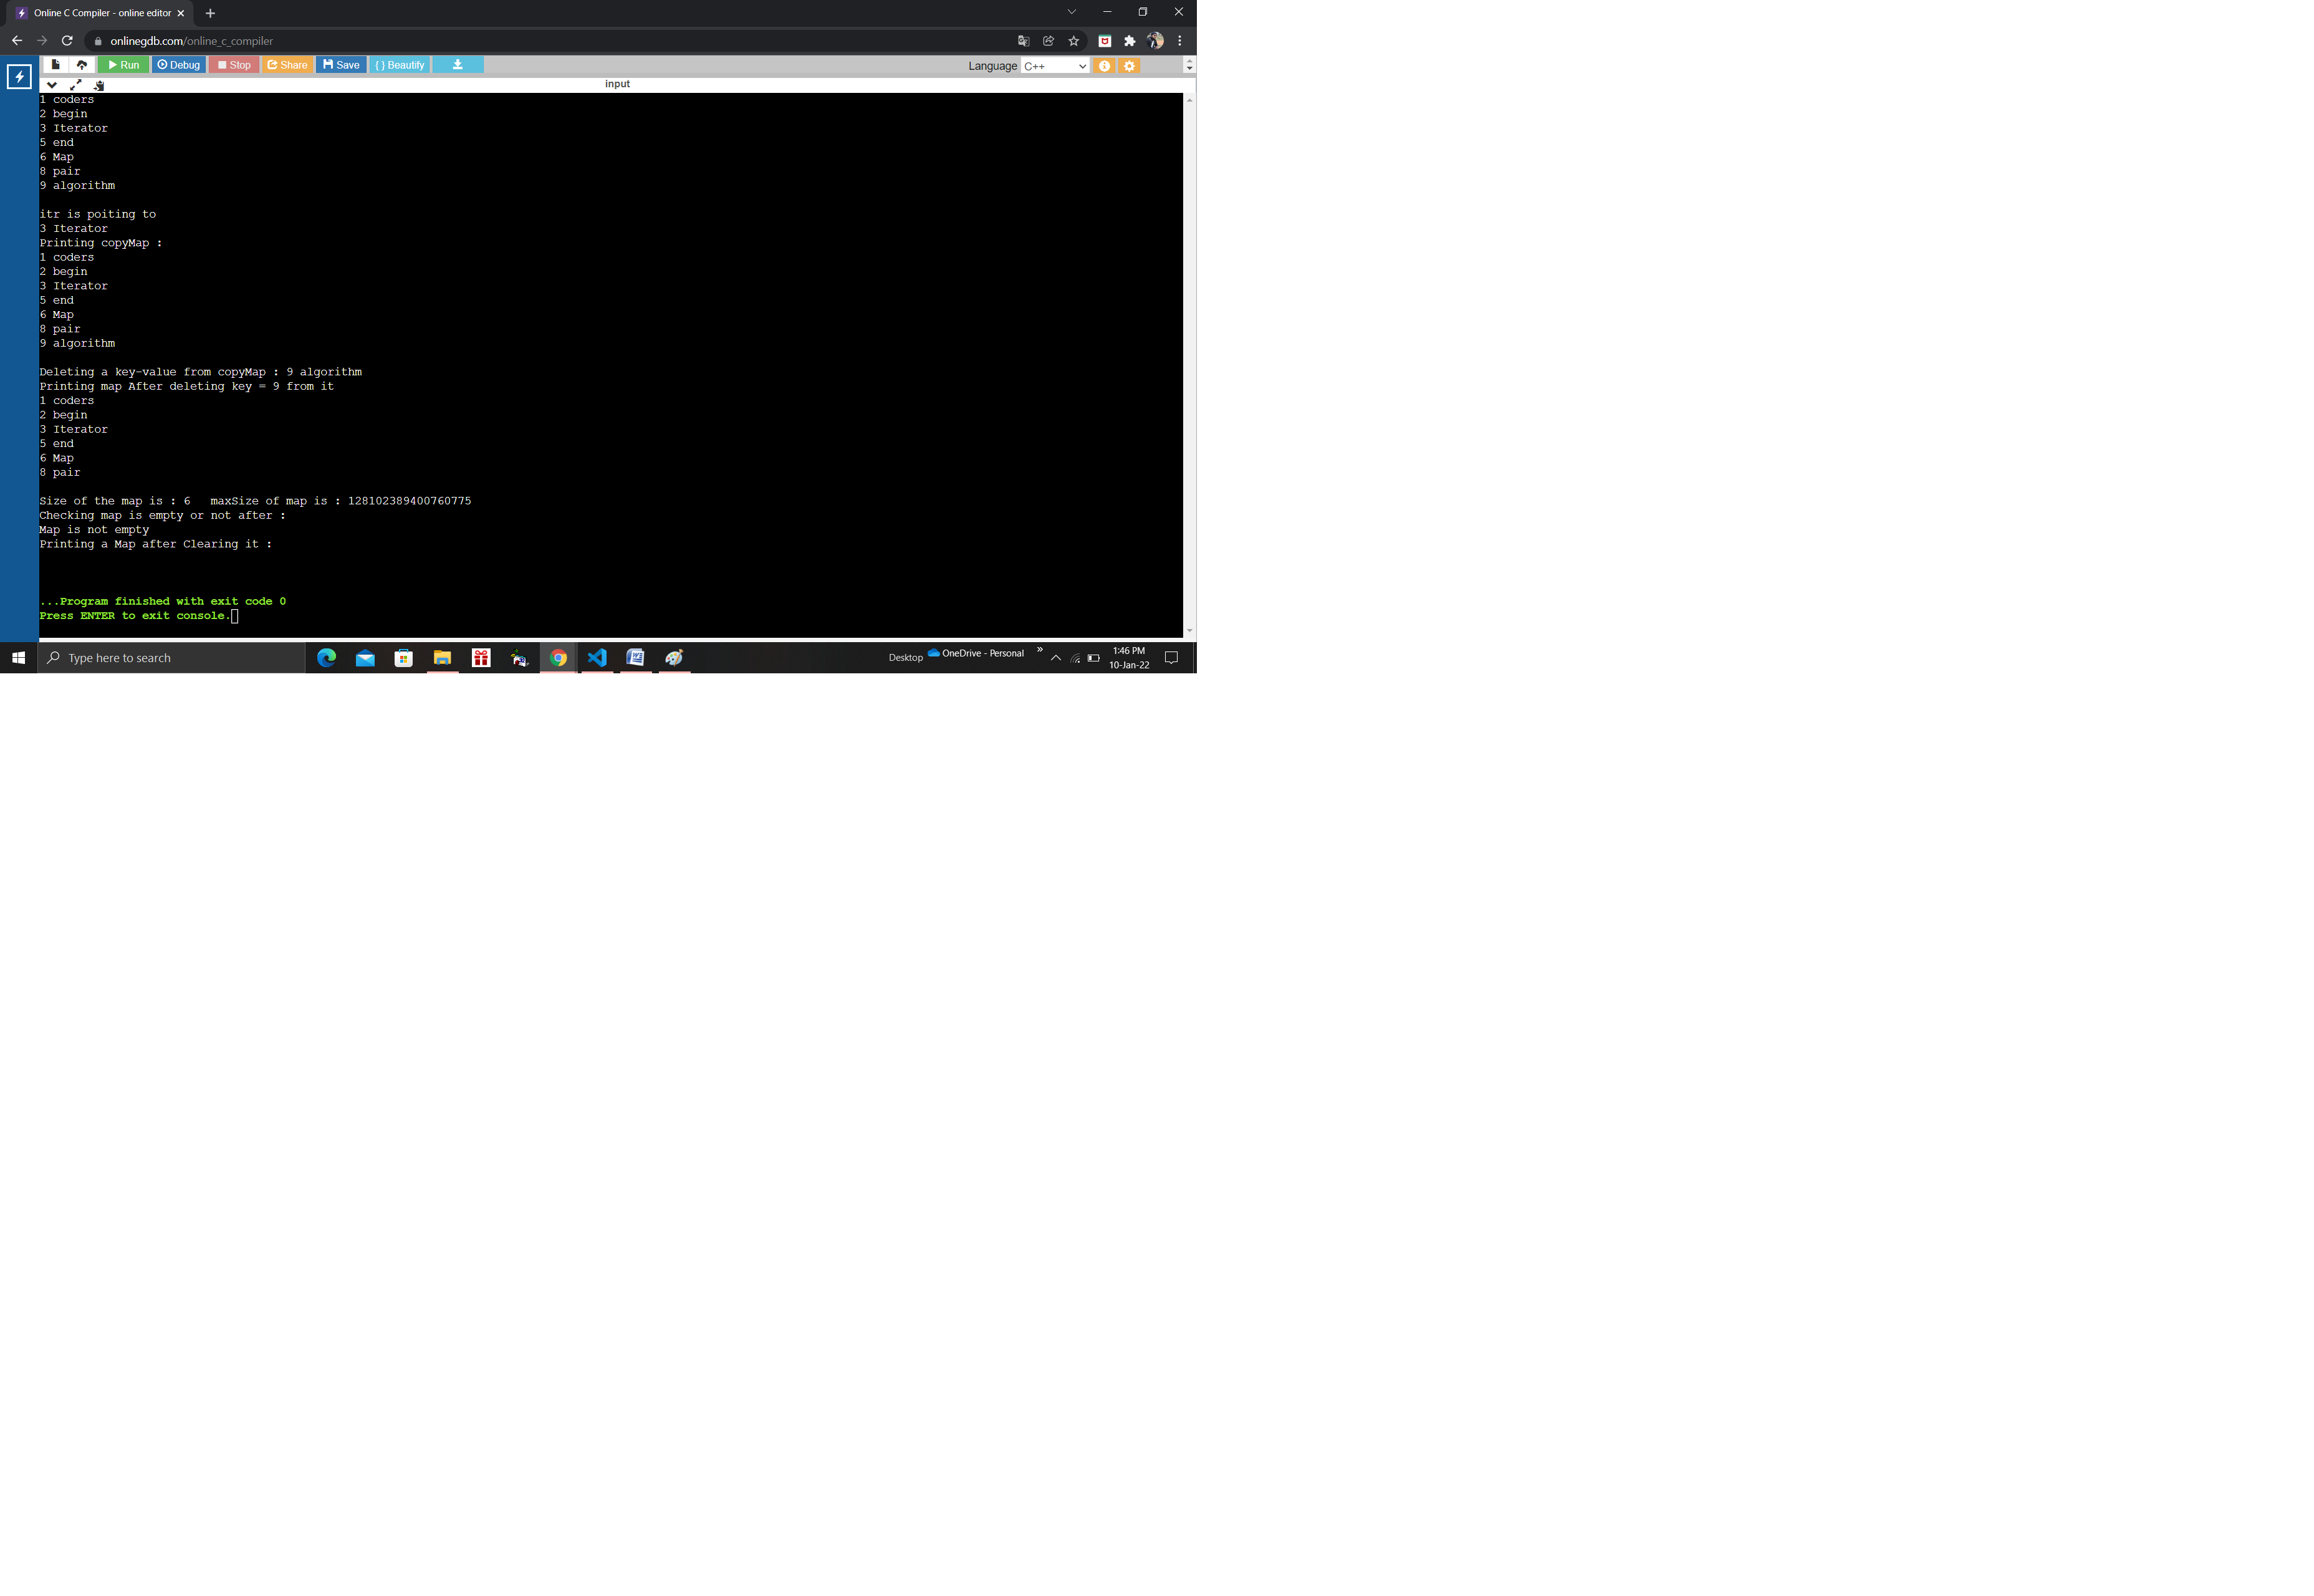 Online C Compiler - online editor
onlinegdb.com/online_c_compiler
Run Debug Stop Share Save { } Beautify Language C++
input
1 coders
2 begin
3 Iterator
5 end
6 Map
8 pair
9 algorithm
itr is poiting to
3 Iterator
Printing copyMap :
1 coders
2 begin
3 Iterator
5 end
6 Map
8 pair
9 algorithm
Deleting a key-value from copyMap : 9 algorithm
Printing map After deleting key = 9 from it
1 coders
2 begin
3 Iterator
5 end
6 Map
8 pair
Size of the map is : 6   maxSize of map is : 128102389400760775
Checking map is empty or not after :
Map is not empty
Printing a Map after Clearing it :
...Program finished with exit code 0
Press ENTER to exit console.
Type here to search
Desktop
OneDrive - Personal
1:46 PM
10-Jan-22